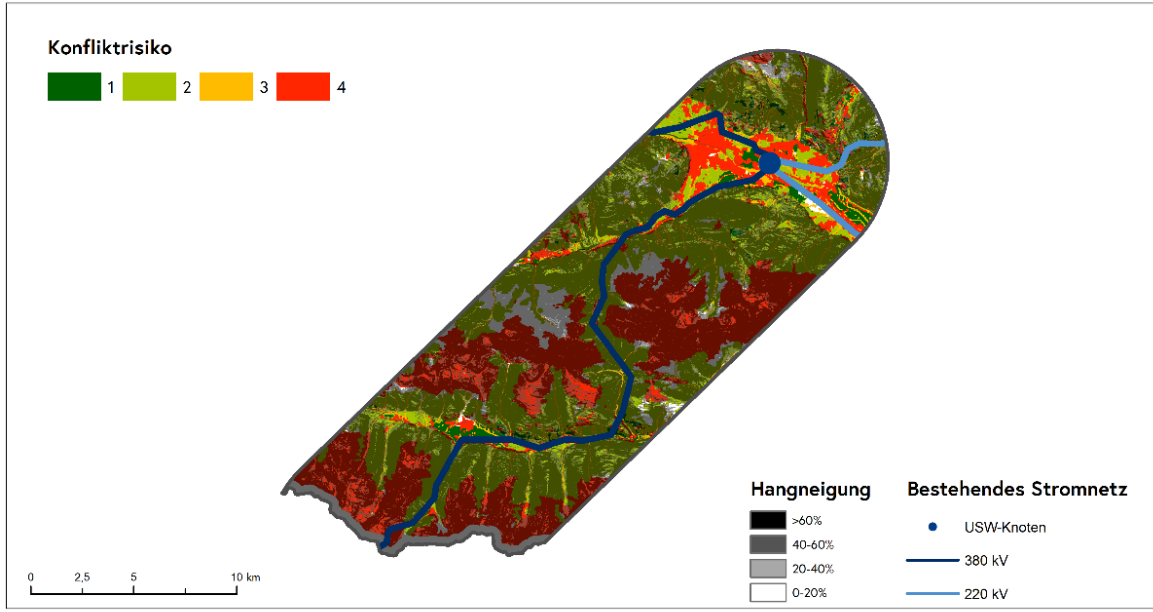 Konfliktrisiko
1 2 3 4
Hangneigung
>60%
40-60%
20-40%
0-20%
Bestehendes Stromnetz
USW-Knoten
380 kV
220 kV
0 2,5 5 10 km